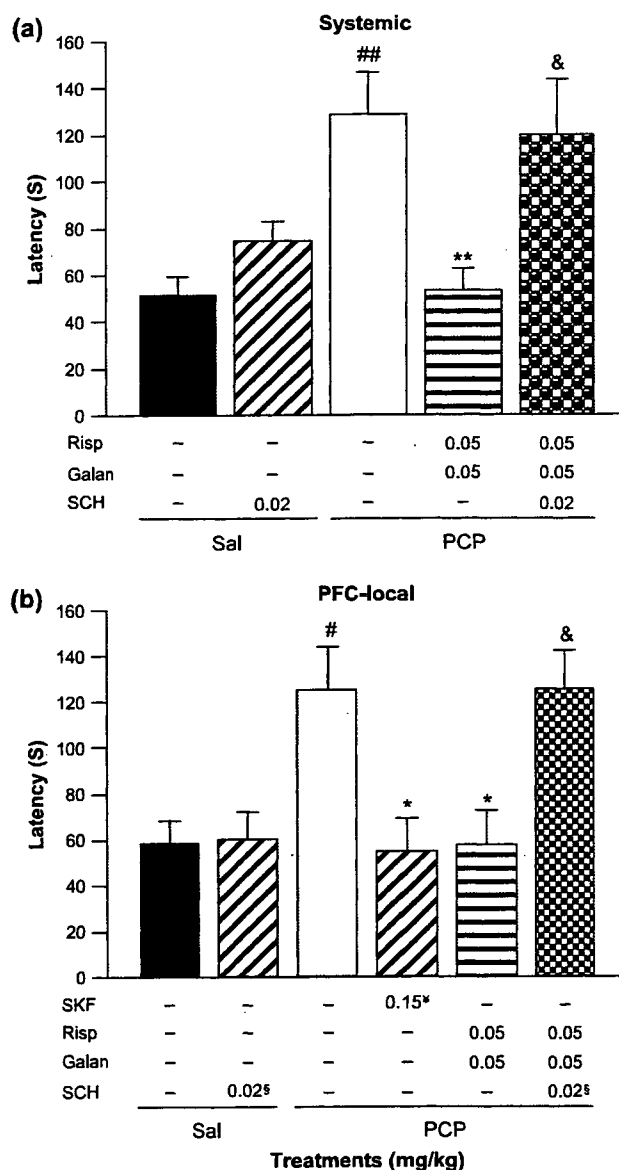 (a)
Systemic
Latency (S)
160
140
120
100
80
60
40
20
0
##
**
&
Risp – – – 0.05 0.05
Galan – – – 0.05 0.05
SCH – 0.02 – – 0.02
Sal PCP
(b)
PFC-local
Latency (S)
160
140
120
100
80
60
40
20
0
#
*
*
&
SKF – – – 0.15¥ – –
Risp – – – – 0.05 0.05
Galan – – – – 0.05 0.05
SCH – 0.02§ – – – 0.02§
Sal PCP
Treatments (mg/kg)